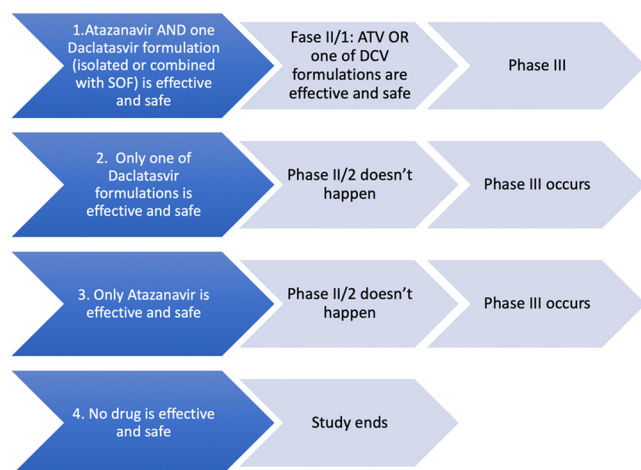 1.Atazanavir AND one
Daclatasvir formulation
(isolated or combined
with SOF) is effective
and safe
Fase II/1: ATV OR
one of DCV
formulations are
effective and safe
Phase III
2. Only one of
Daclatasvir
formulations is
effective and safe
Phase II/2 doesn't
happen
Phase III occurs
3. Only Atazanavir is
effective and safe
Phase II/2 doesn't
happen
Phase III occurs
4. No drug is effective
and safe
Study ends